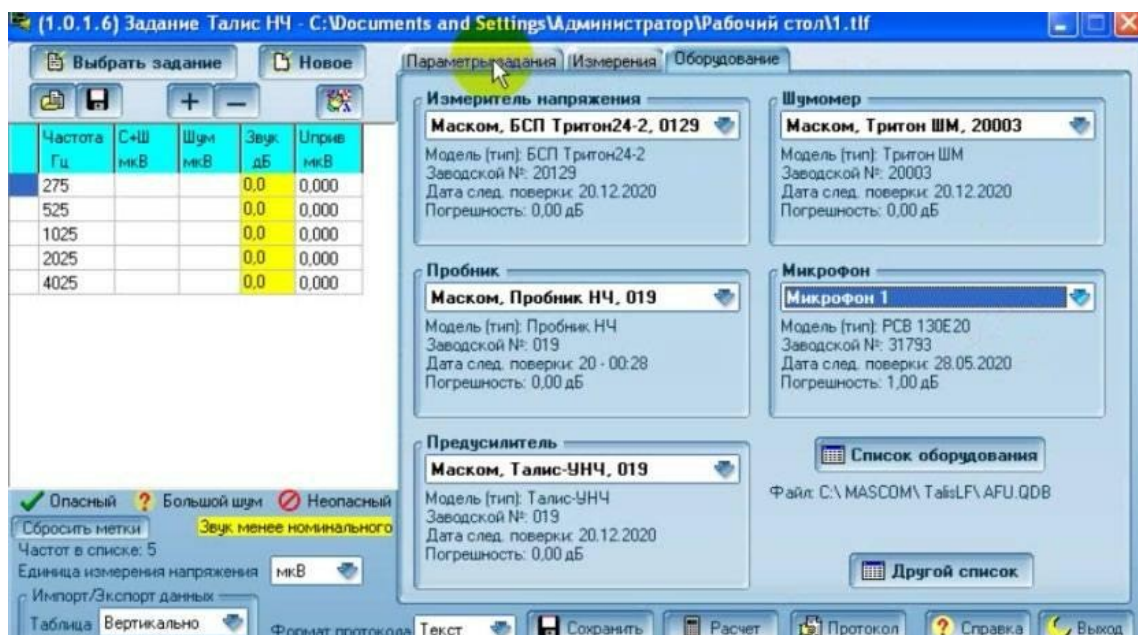 (1.0.1.6) Задание Талис НЧ - C:\Documents and Settings\Администратор\Рабочий стол\1.tlf
Выбрать задание
Новое
Частота Гц
С+Ш мкВ
Шум мкВ
Звук дБ
Uприв мкВ
275 0,0 0,000
525 0,0 0,000
1025 0,0 0,000
2025 0,0 0,000
4025 0,0 0,000
Опасный ? Большой шум Неопасный
Сбросить метки
Звук менее номинального
Частот в списке: 5
Единица измерения напряжения мкВ
Импорт/Экспорт данных
Таблица Вертикально
Параметры задания
Измерения
Оборудование
Измеритель напряжения
Маском, БСП Тритон24-2, 0129
Модель (тип): БСП Тритон24-2
Заводской №: 20129
Дата след. поверки: 20.12.2020
Погрешность: 0,00 дБ
Шумомер
Маском, Тритон ШМ, 20003
Модель (тип): Тритон ШМ
Заводской №: 20003
Дата след. поверки: 20.12.2020
Погрешность: 0,00 дБ
Пробник
Маском, Пробник НЧ, 019
Модель (тип): Пробник НЧ
Заводской №: 019
Дата след. поверки: 20 - 00:28
Погрешность: 0,00 дБ
Микрофон
Микрофон 1
Модель (тип): PCB 130E20
Заводской №: 31793
Дата след. поверки: 28.05.2020
Погрешность: 1,00 дБ
Предусилитель
Маском, Талис-УНЧ, 019
Модель (тип): Талис-УНЧ
Заводской №: 019
Дата след. поверки: 20.12.2020
Погрешность: 0,00 дБ
Список оборудования
Файл: C:\ MASCOM\ TalisLF\ AFU.QDB
Другой список
Формат протокола Текст
Сохранить
Расчет
Протокол
? Справка
Выход